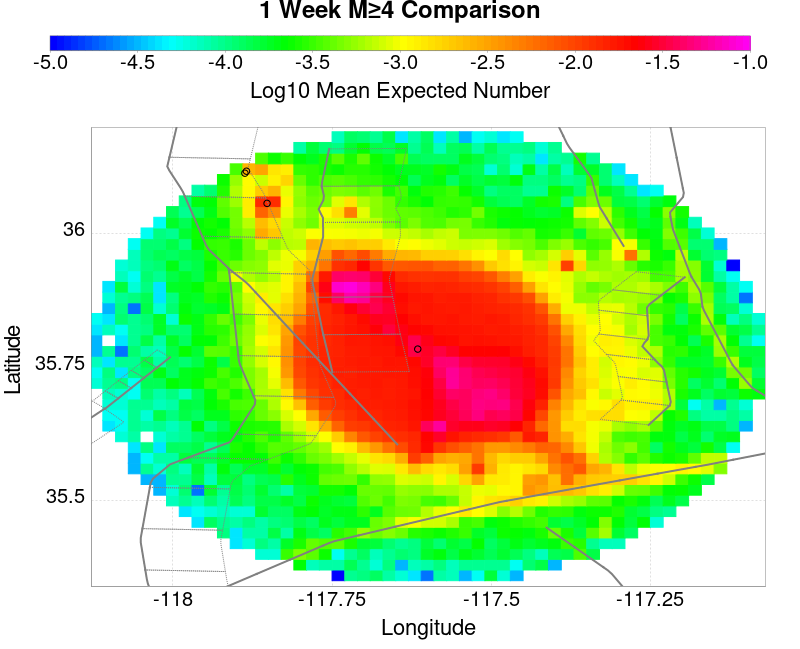 1 Week M≥4 Comparison
-5.0 -4.5 -4.0 -3.5 -3.0 -2.5 -2.0 -1.5 -1.0
Log10 Mean Expected Number
36
35.75
35.5
Latitude
-118 -117.75 -117.5 -117.25
Longitude